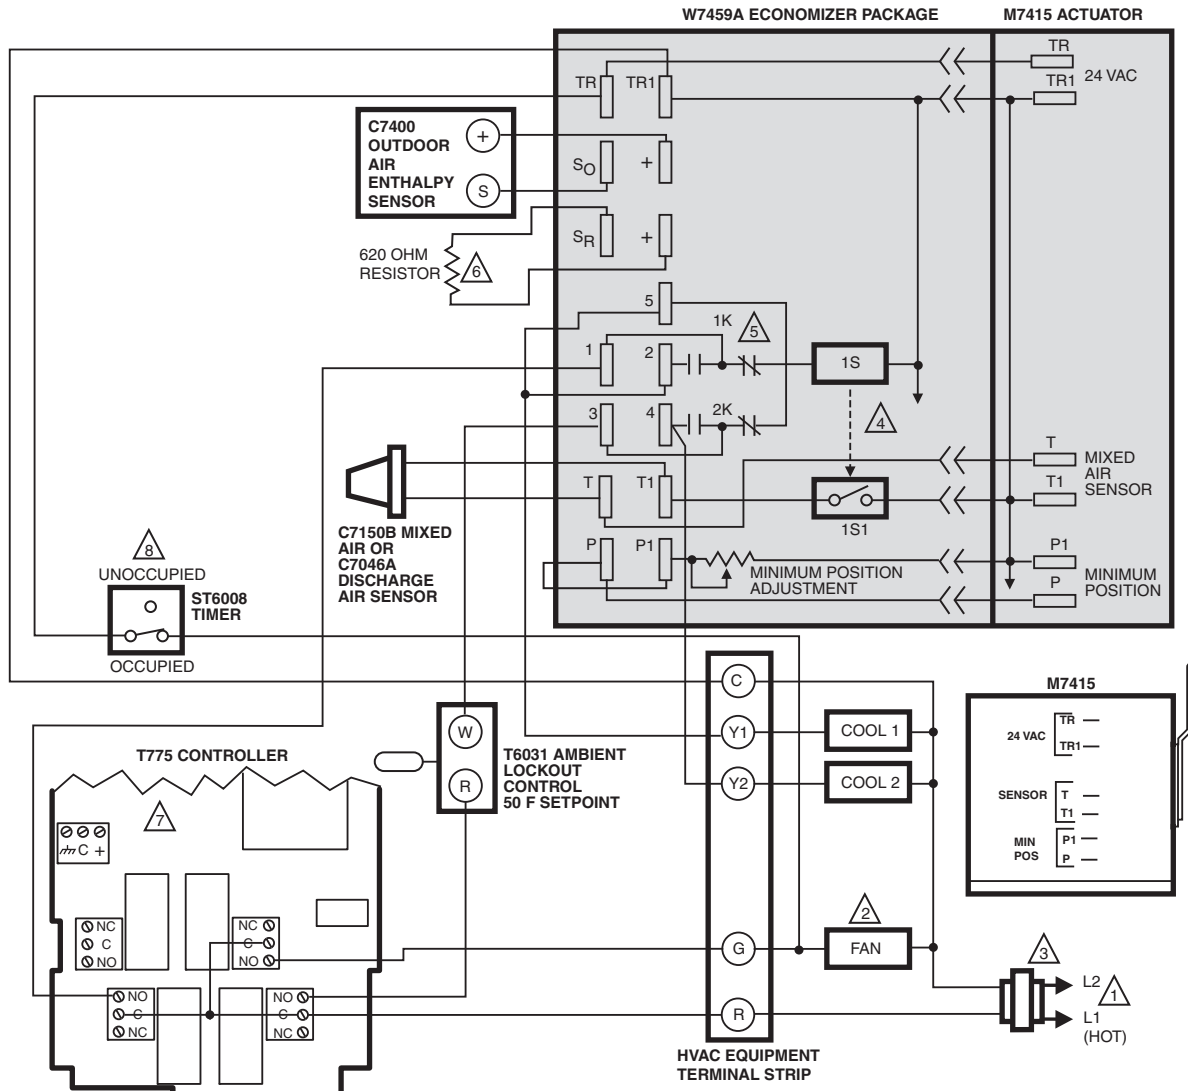 W7459A ECONOMIZER PACKAGE
M7415 ACTUATOR
TR
TR1
24 VAC
TR
TR1
C7400
OUTDOOR
AIR
ENTHALPY
SENSOR
+
S
SO
+
SR
+
620 OHM
RESISTOR
6
5
1K
5
1
2
1S
3
4
2K
4
T
T1
MIXED
AIR
SENSOR
T
T1
1S1
C7150B MIXED
AIR OR
C7046A
DISCHARGE
AIR SENSOR
P
P1
MINIMUM POSITION
ADJUSTMENT
P1
P
MINIMUM
POSITION
8
UNOCCUPIED
ST6008
TIMER
OCCUPIED
C
Y1
COOL 1
Y2
COOL 2
W
R
T6031 AMBIENT
LOCKOUT
CONTROL
50 F SETPOINT
M7415
24 VAC
TR
TR1
SENSOR
T
T1
MIN
POS
P1
P
T775 CONTROLLER
7
C +
NC
C
NO
NC
C
NO
NO
C
NC
NO
C
NC
G
2
FAN
R
3
L2
1
L1
(HOT)
HVAC EQUIPMENT
TERMINAL STRIP